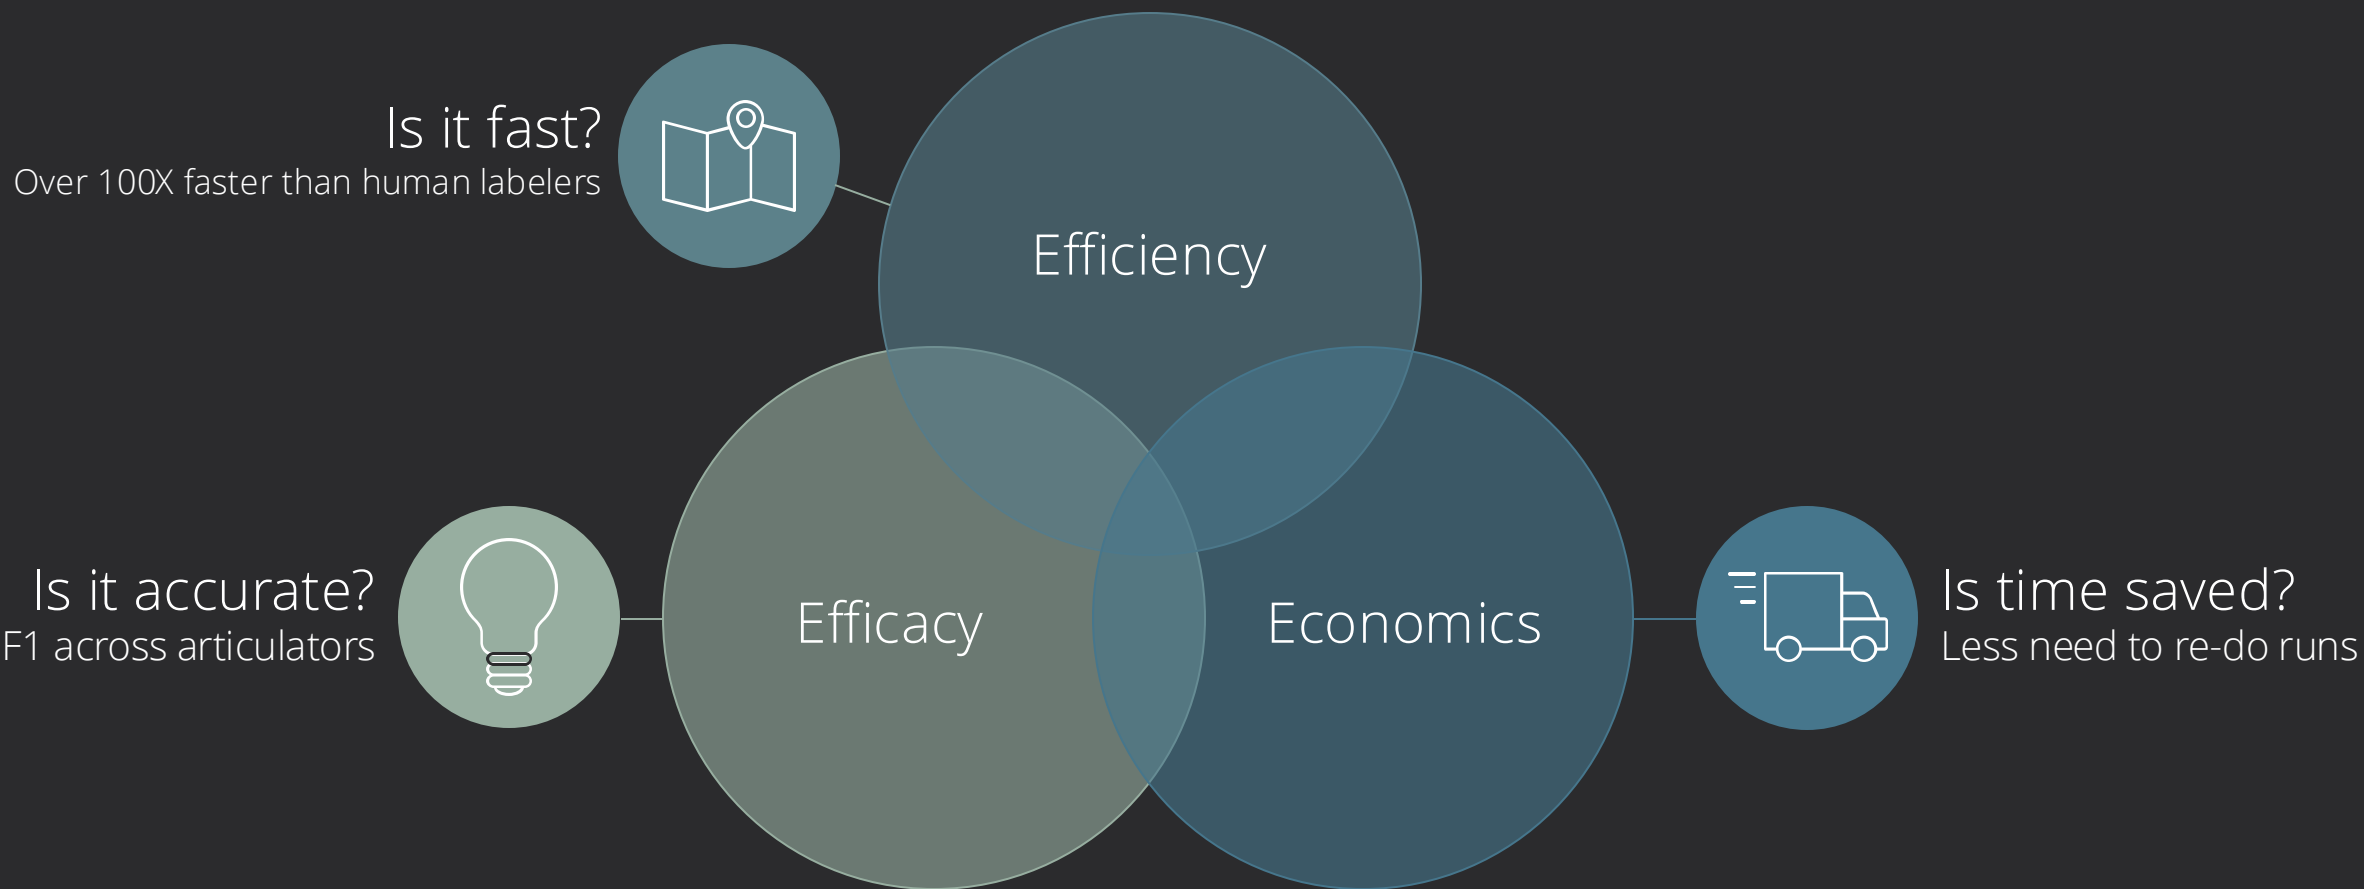 Is it fast?
Over 100X faster than human labelers
Efficiency
Is it accurate?
F1 across articulators
Efficacy
Economics
Is time saved?
Less need to re-do runs